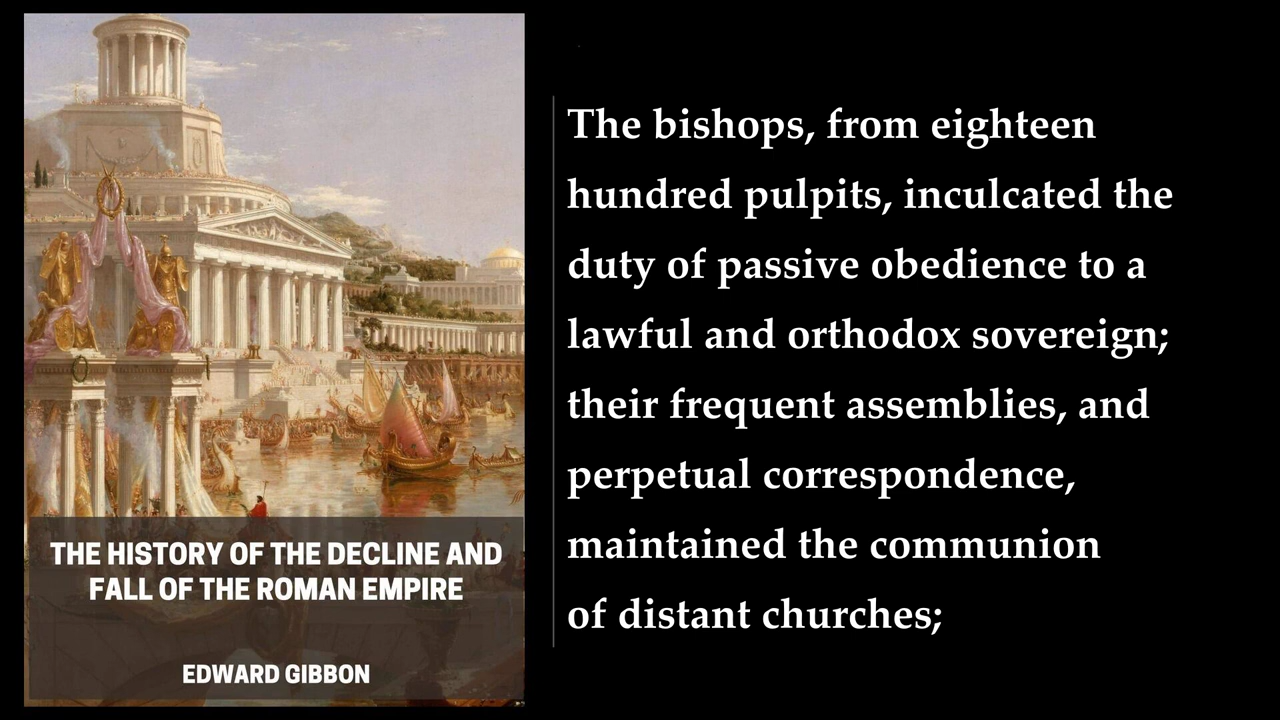 THE HISTORY OF THE DECLINE AND
FALL OF THE ROMAN EMPIRE
EDWARD GIBBON
The bishops, from eighteen
hundred pulpits, inculcated the
duty of passive obedience to a
lawful and orthodox sovereign;
their frequent assemblies, and
perpetual correspondence,
maintained the communion
of distant churches;